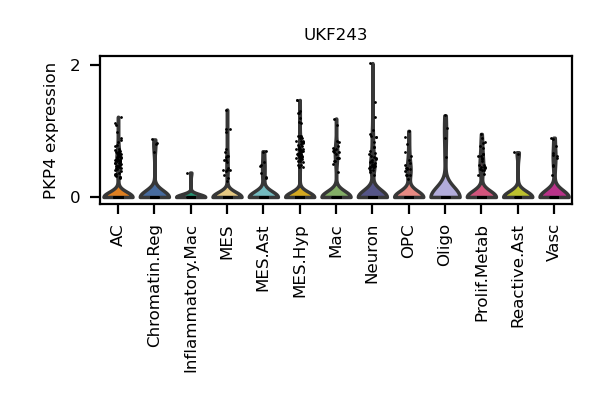 UKF243
PKP4 expression
2
0
AC
Chromatin.Reg
Inflammatory.Mac
MES
MES.Ast
MES.Hyp
Mac
Neuron
OPC
Oligo
Prolif.Metab
Reactive.Ast
Vasc